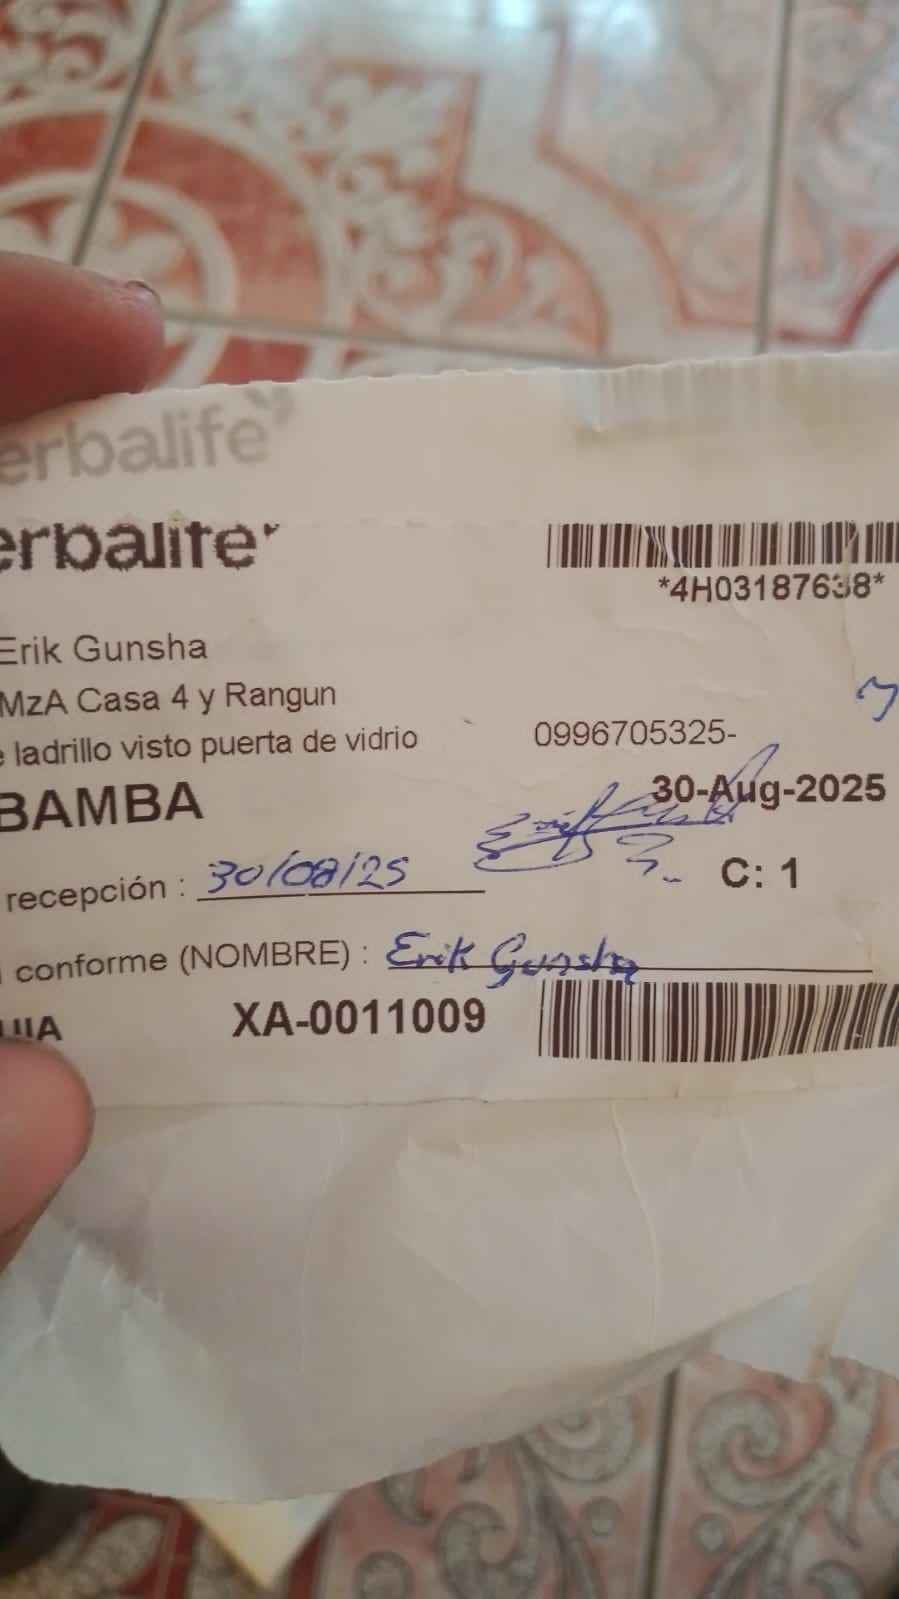 erbalife
erbalife
*4H03187638*
Erik Gunsha
MzA Casa 4 y Rangun
e ladrillo visto puerta de vidrio 0996705325-
BAMBA 30-Aug-2025
recepción : 30/08/25 C: 1
conforme (NOMBRE) : Erik Gunsha
UIA XA-0011009